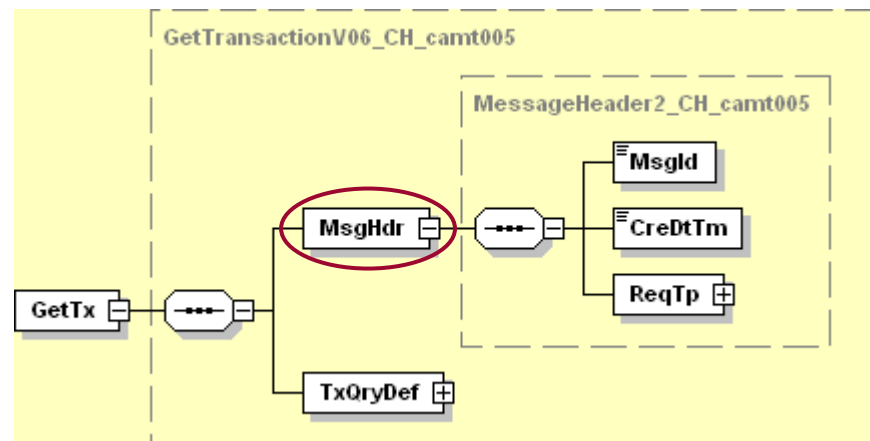 GetTransactionV06_CH_camt005
MessageHeader2_CH_camt005
MsgId
MsgHdr
CreDtTm
ReqTp
GetTx
TxQryDef